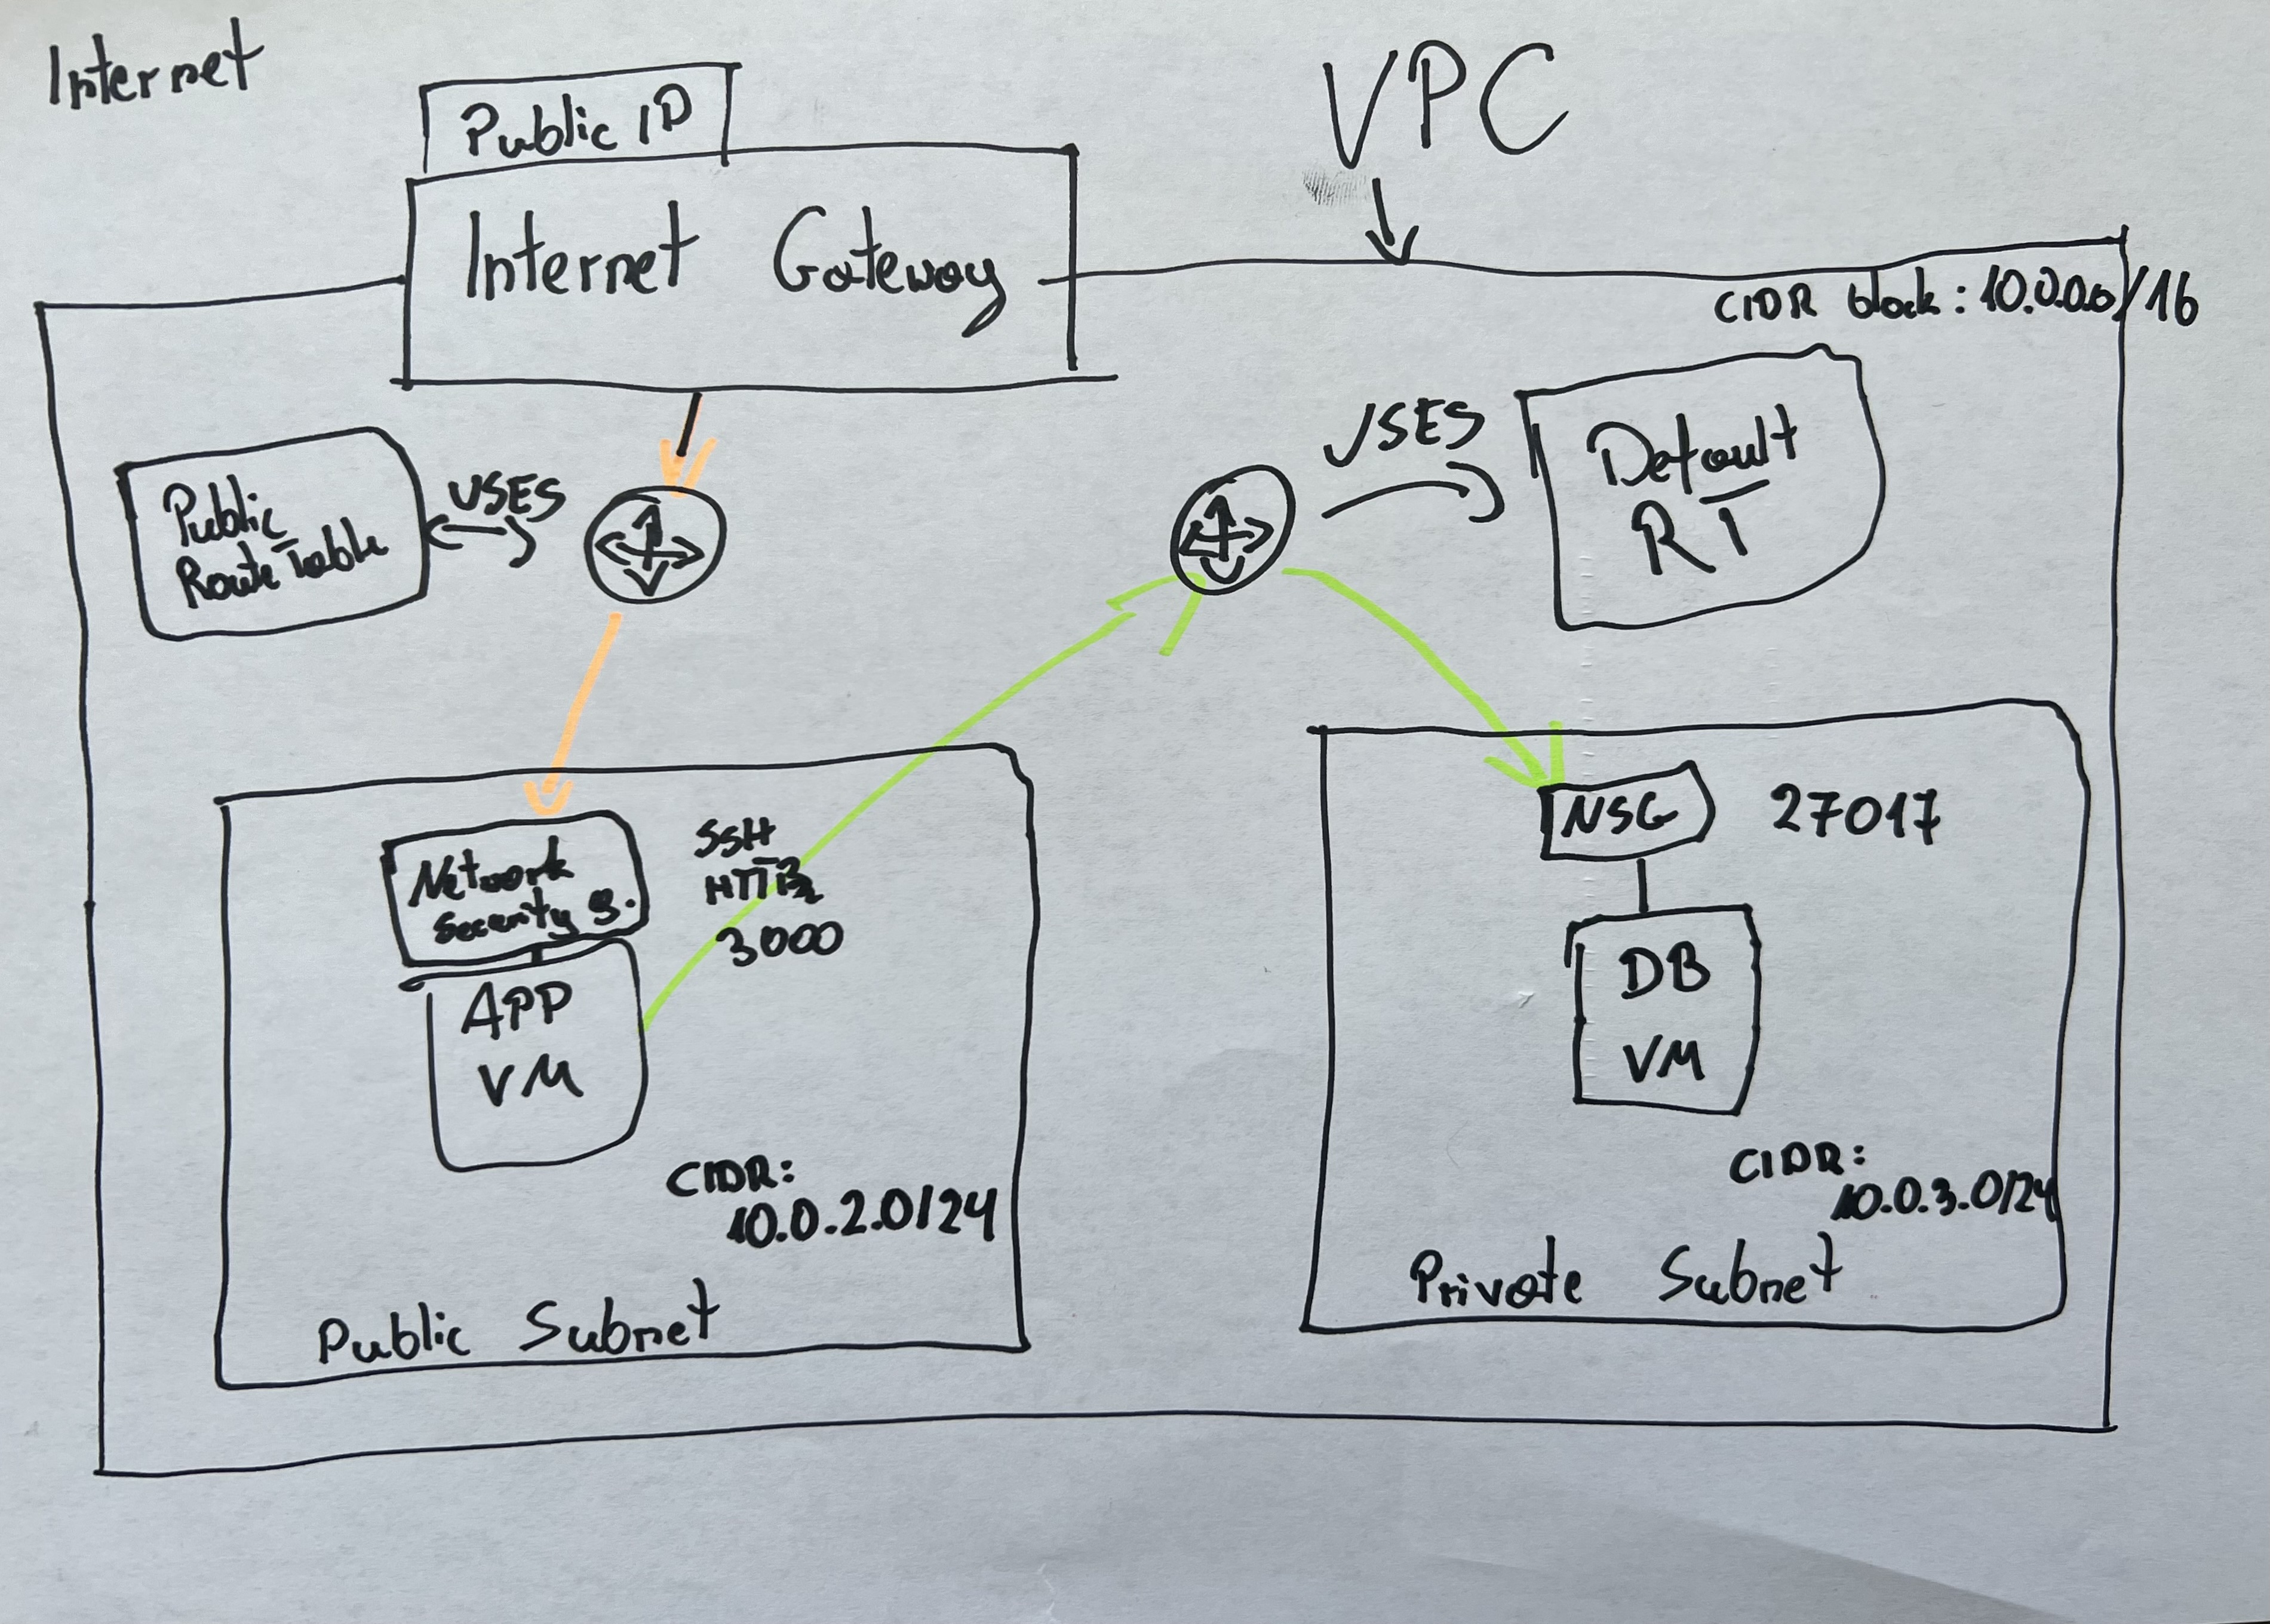 Internet
Public IP
VPC
Internet Gateway
CIDR block: 10.0.0.0/16
Public
Route Table
USES
USES
Default
RT
Network
Security g.
SSH
HTTP
3000
APP
VM
CIDR:
10.0.2.0/24
Public Subnet
NSG
27017
DB
VM
CIDR:
10.0.3.0/24
Private Subnet